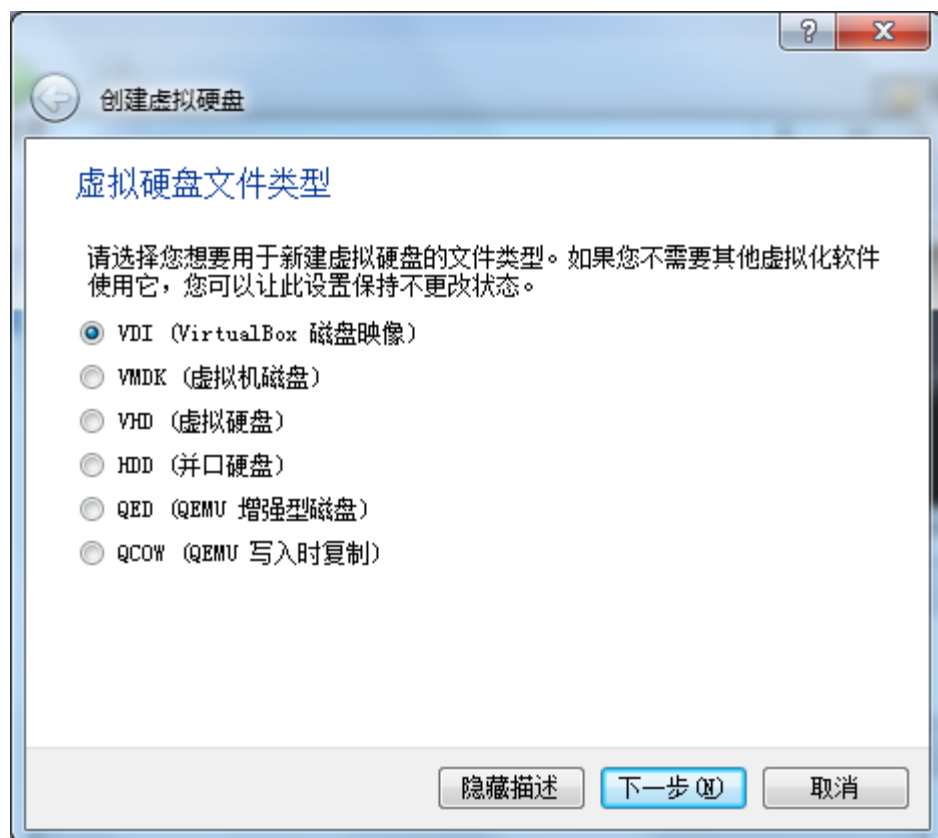 ?
x
创建虚拟硬盘
虚拟硬盘文件类型
请选择您想要用于新建虚拟硬盘的文件类型。如果您不需要其他虚拟化软件
使用它，您可以让此设置保持不更改状态。
VDI (VirtualBox 磁盘映像)
VMDK (虚拟机磁盘)
VHD (虚拟硬盘)
HDD (并口硬盘)
QED (QEMU 增强型磁盘)
QCOW (QEMU 写入时复制)
隐藏描述 下一步(N) 取消